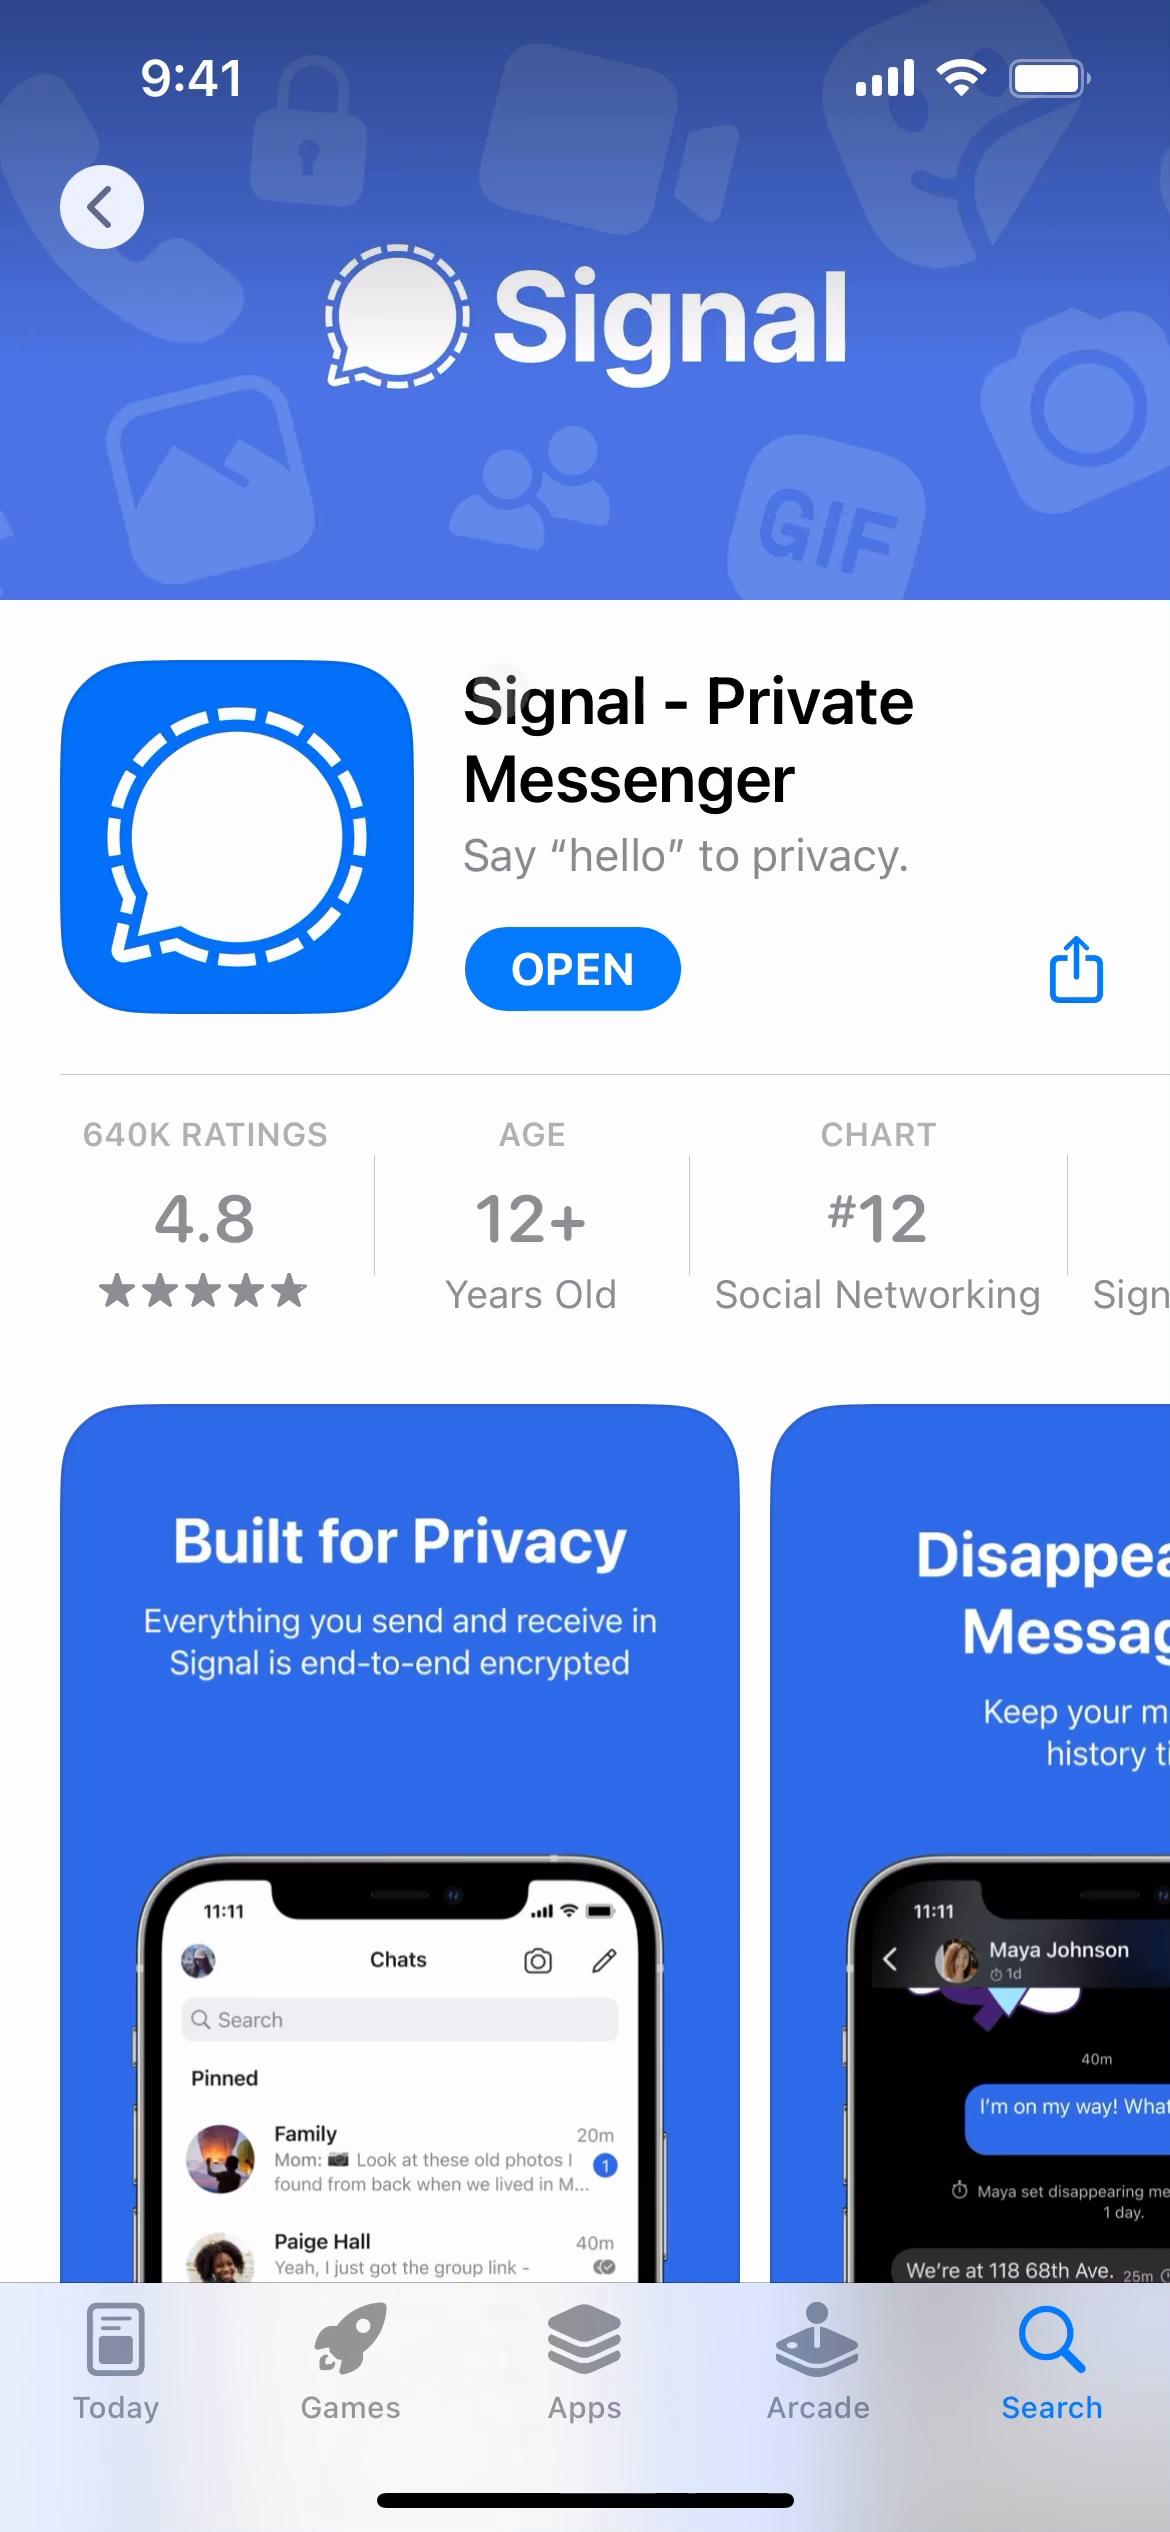 9:41
Signal
GIF
Signal - Private
Messenger
Say “hello” to privacy.
OPEN
640K RATINGS
4.8
AGE
12+
Years Old
CHART
#12
Social Networking
Sign
Built for Privacy
Everything you send and receive in
Signal is end-to-end encrypted
11:11
Chats
Search
Pinned
Family
20m
Mom: 📷 Look at these old photos I
found from back when we lived in M...
1
Paige Hall
40m
Yeah, I just got the group link -
Disappea
Messag
Keep your m
history ti
11:11
Maya Johnson
1d
40m
I’m on my way! What
Maya set disappearing me
1 day.
We’re at 118 68th Ave.
25m
Today
Games
Apps
Arcade
Search